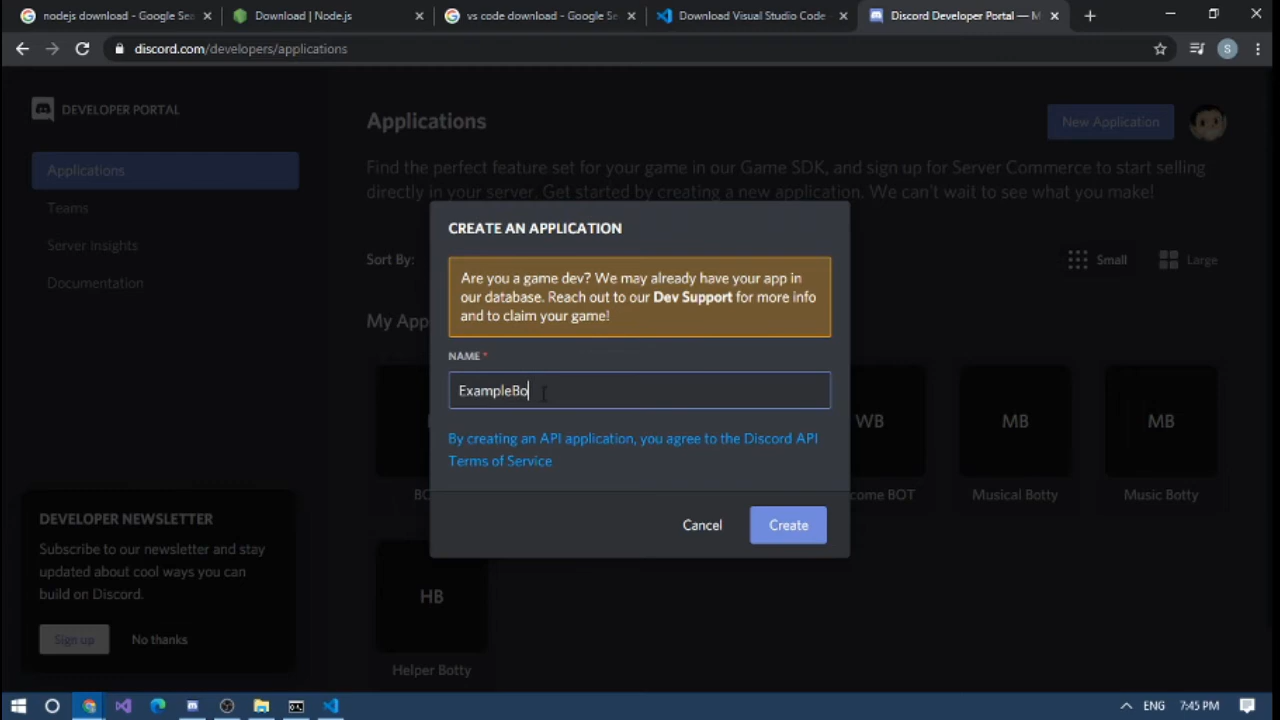 nodejs download - Google Se
Download | Node.js
vs code download - Google Se
Download Visual Studio Code
Discord Developer Portal — M
discord.com/developers/applications
S
DEVELOPER PORTAL
Applications
Teams
Server Insights
Documentation
Applications
New Application
Find the perfect feature set for your game in our Game SDK, and sign up for Server Commerce to start selling
directly in your server. Get started by creating a new application. We can't wait to see what you make!
Sort By:
Small
Large
My App
CREATE AN APPLICATION
Are you a game dev? We may already have your app in
our database. Reach out to our Dev Support for more info
and to claim your game!
NAME *
ExampleBo
By creating an API application, you agree to the Discord API
Terms of Service
Cancel
Create
WB
MB
MB
BO
come BOT
Musical Botty
Music Botty
HB
Helper Botty
DEVELOPER NEWSLETTER
Subscribe to our newsletter and stay
updated about cool ways you can
build on Discord.
Sign up
No thanks
ENG
7:45 PM